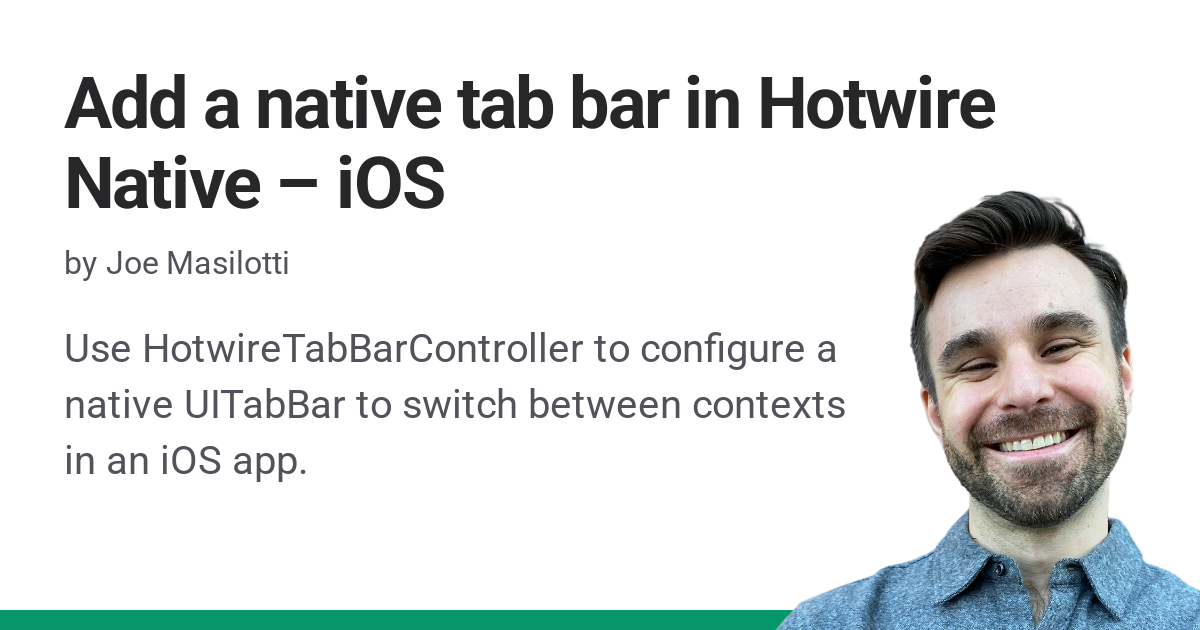 Add a native tab bar in Hotwire
Native – iOS
by Joe Masilotti
Use HotwireTabBarController to configure a
native UITabBar to switch between contexts
in an iOS app.